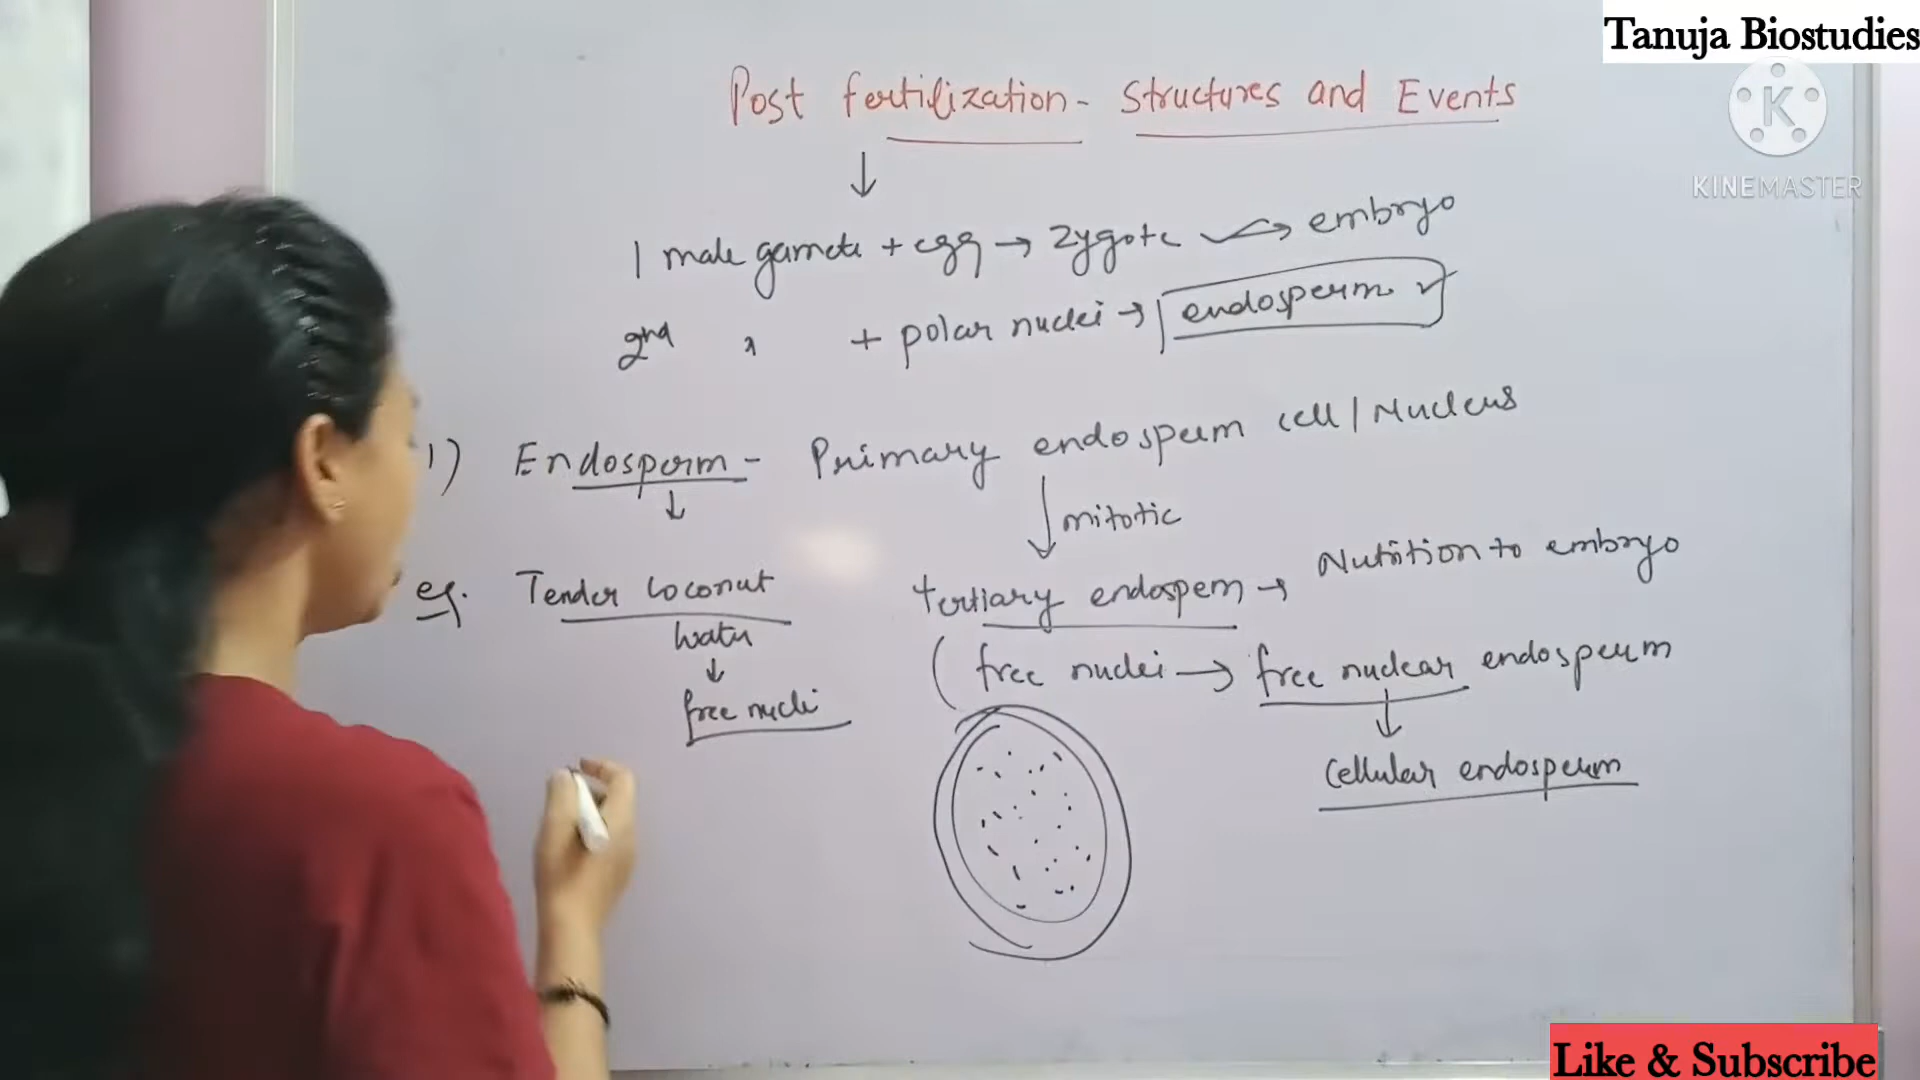 Tanuja Biostudies
KINEMASTER
Post fertilization - Structures and Events
1 male gamete + egg → zygote → embryo
2nd + polar nuclei → endosperm
1) Endosperm - Primary endosperm cell / Nucleus
mitotic
eg. Tender coconut water → free nuclei
tertiary endospem → Nutrition to embryo
(free nuclei → free nuclear endosperm
Cellular endosperm
Like & Subscribe